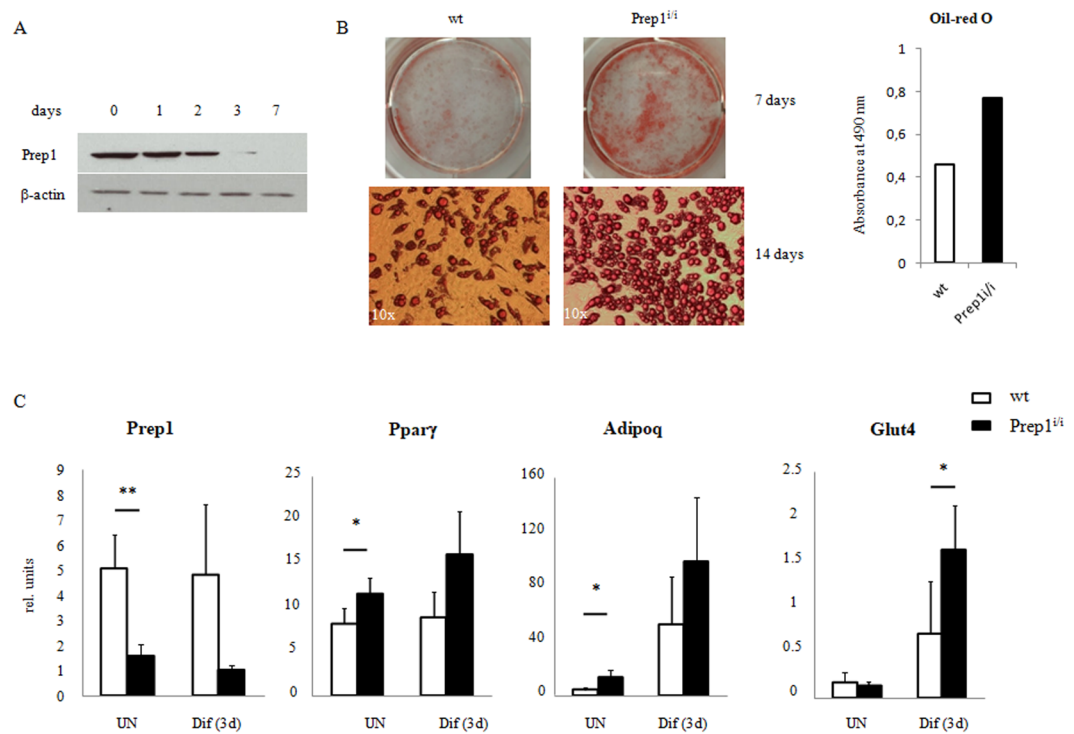 A
days 0 1 2 3 7
Prep1
β-actin
B
wt Prep1i/i
7 days
10x 10x
14 days
Oil-red O
Absorbance at 490 nm
1
0,8
0,6
0,4
0,2
0
wt Prep1i/i
C
wt
Prep1i/i
Prep1
rel. units
9
8
7
6
5
4
3
2
1
0
**
UN Dif (3d)
Pparγ
25
20
15
10
5
0
*
UN Dif (3d)
Adipoq
160
120
80
40
0
*
UN Dif (3d)
Glut4
2.5
2
1.5
1
0.5
0
*
UN Dif (3d)